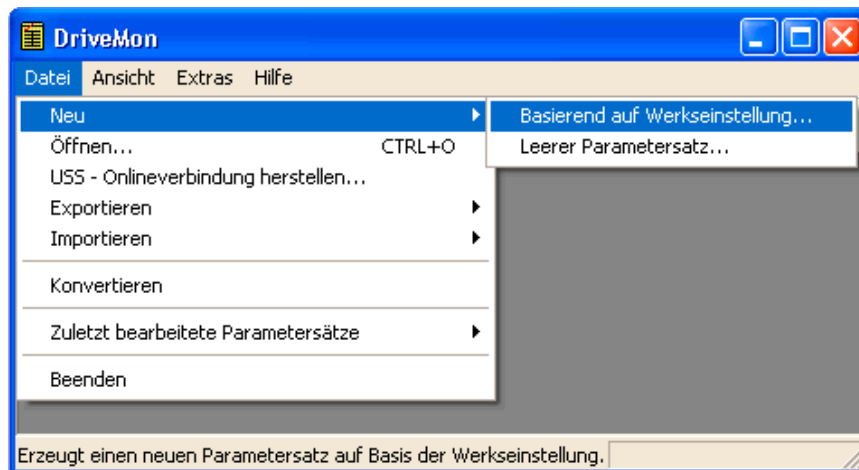 DriveMon
Datei Ansicht Extras Hilfe
Neu
Basierend auf Werkseinstellung...
Öffnen... CTRL+O
Leerer Parametersatz...
USS - Onlineverbindung herstellen...
Exportieren
Importieren
Konvertieren
Zuletzt bearbeitete Parametersätze
Beenden
Erzeugt einen neuen Parametersatz auf Basis der Werkseinstellung.